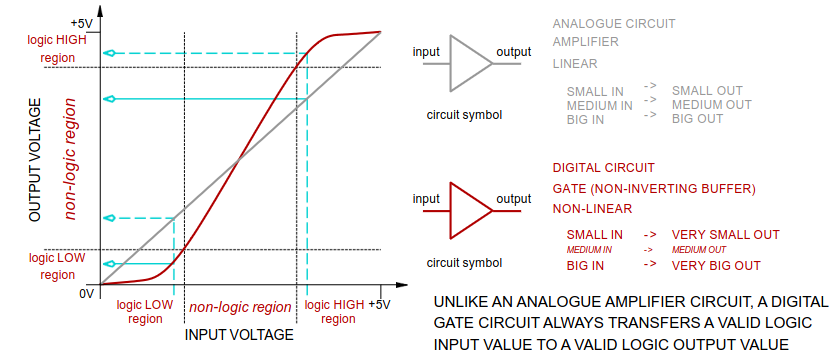 +5V
logic HIGH
region
OUTPUT VOLTAGE
non-logic region
logic LOW
region
0V
logic LOW
region
non-logic region
logic HIGH
region
+5V
INPUT VOLTAGE
input
output
circuit symbol
ANALOGUE CIRCUIT
AMPLIFIER
LINEAR
SMALL IN -> SMALL OUT
MEDIUM IN -> MEDIUM OUT
BIG IN -> BIG OUT
input
output
circuit symbol
DIGITAL CIRCUIT
GATE (NON-INVERTING BUFFER)
NON-LINEAR
SMALL IN -> VERY SMALL OUT
MEDIUM IN -> MEDIUM OUT
BIG IN -> VERY BIG OUT
UNLIKE AN ANALOGUE AMPLIFIER CIRCUIT, A DIGITAL
GATE CIRCUIT ALWAYS TRANSFERS A VALID LOGIC
INPUT VALUE TO A VALID LOGIC OUTPUT VALUE